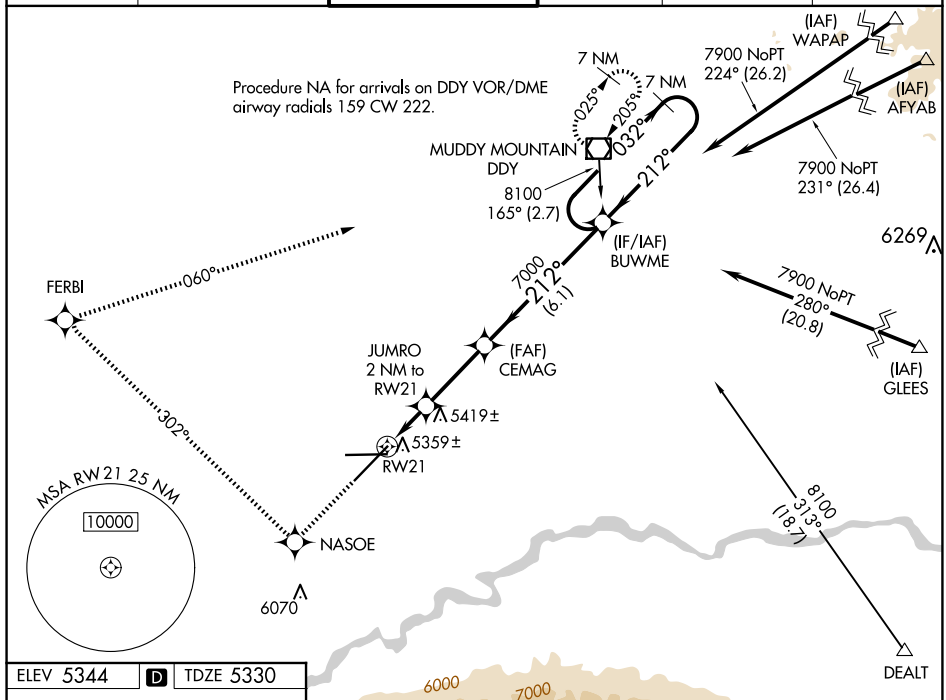 (IAF)
WAPAP
7900 NoPT
224° (26.2)
7 NM
7 NM
Procedure NA for arrivals on DDY VOR/DME
airway radials 159 CW 222.
025°
205°
(IAF)
AFYAB
032°
MUDDY MOUNTAIN
DDY
212°
7900 NoPT
231° (26.4)
8100
165° (2.7)
(IF/IAF)
BUWME
6269
7000
212°
(6.1)
060°
7900 NoPT
280°
(20.8)
FERBI
JUMRO
2 NM to
RW21
(FAF)
CEMAG
(IAF)
GLEES
302°
5419±
5359±
RW21
MSA RW21 25 NM
10000
8100
313°
(18.7)
NASOE
6070
ELEV 5344 D TDZE 5330
6000
7000
DEALT